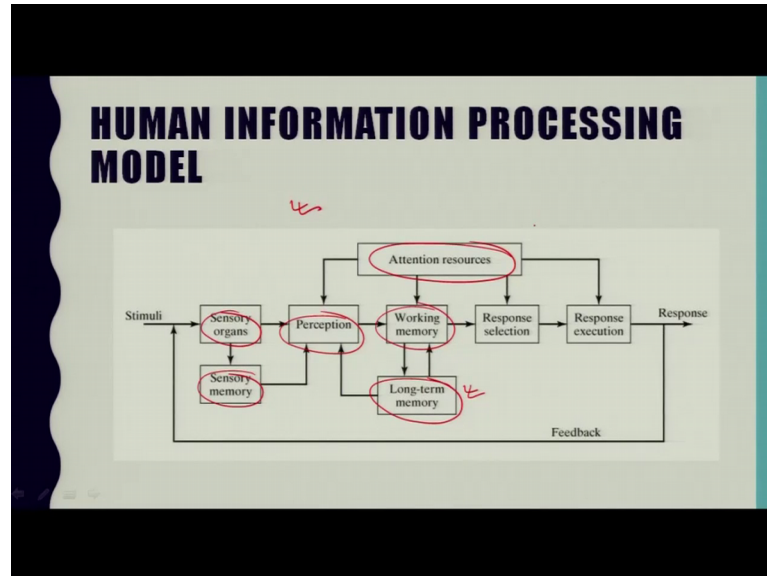 HUMAN INFORMATION PROCESSING
MODEL
Attention resources
Stimuli
Sensory
organs
Perception
Working
memory
Response
selection
Response
execution
Response
Sensory
memory
Long-term
memory
Feedback